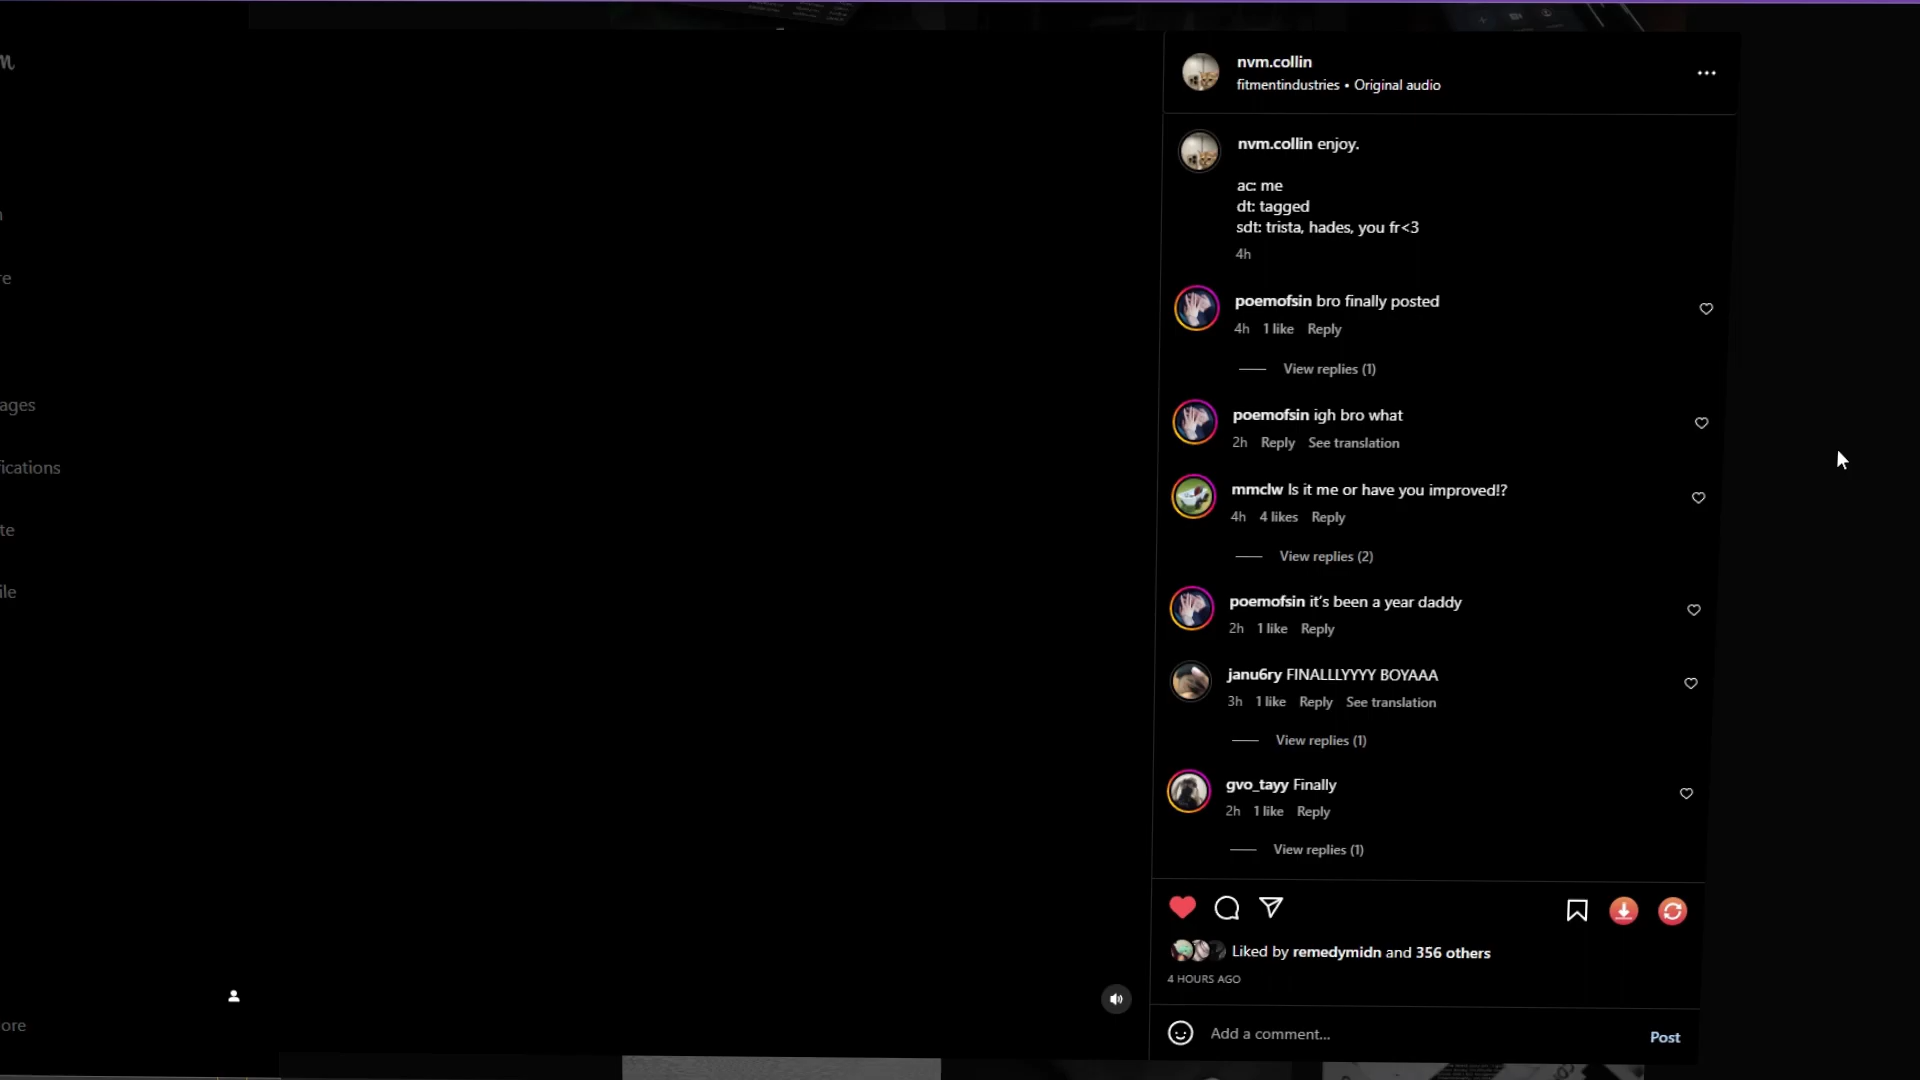 nvm.collin
fitmentindustries • Original audio
nvm.collin enjoy.
ac: me
dt: tagged
sdt: trista, hades, you fr<3
4h
poemofsin bro finally posted
4h 1 like Reply
View replies (1)
poemofsin igh bro what
2h Reply See translation
mmclw Is it me or have you improved!?
4h 4 likes Reply
View replies (2)
poemofsin it's been a year daddy
2h 1 like Reply
janu6ry FINALLLYYYY BOYAAA
3h 1 like Reply See translation
View replies (1)
gvo_tayy Finally
2h 1 like Reply
View replies (1)
Liked by remedymidn and 356 others
4 HOURS AGO
Add a comment...
Post
m
re
ages
ications
te
ile
ore